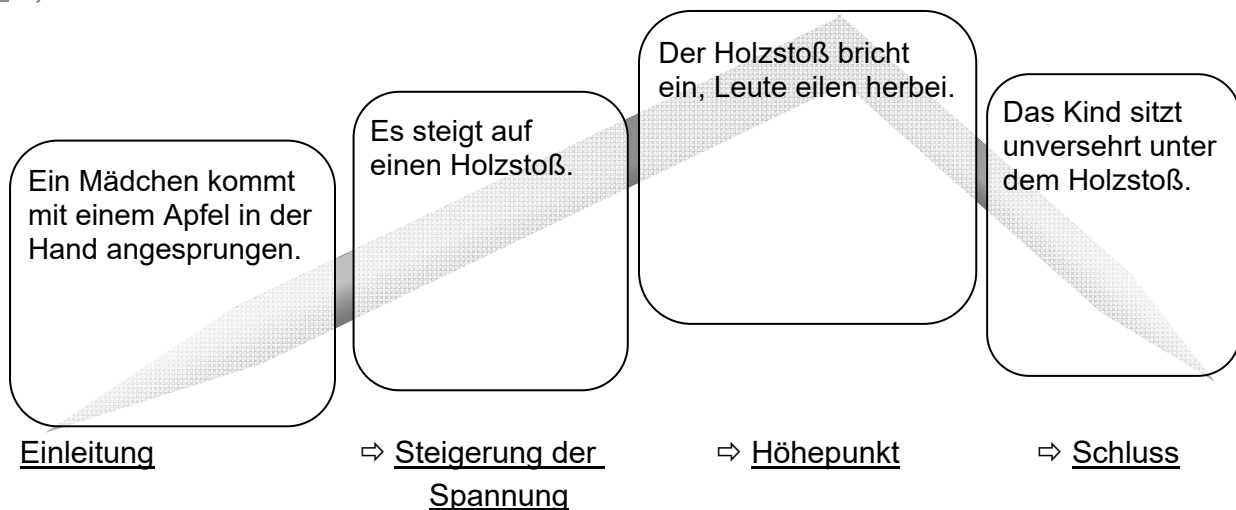 Ein Mädchen kommt
mit einem Apfel in der
Hand angesprungen.
Es steigt auf
einen Holzstoß.
Der Holzstoß bricht
ein, Leute eilen herbei.
Das Kind sitzt
unversehrt unter
dem Holzstoß.
Einleitung
⇨ Steigerung der
Spannung
⇨ Höhepunkt
⇨ Schluss